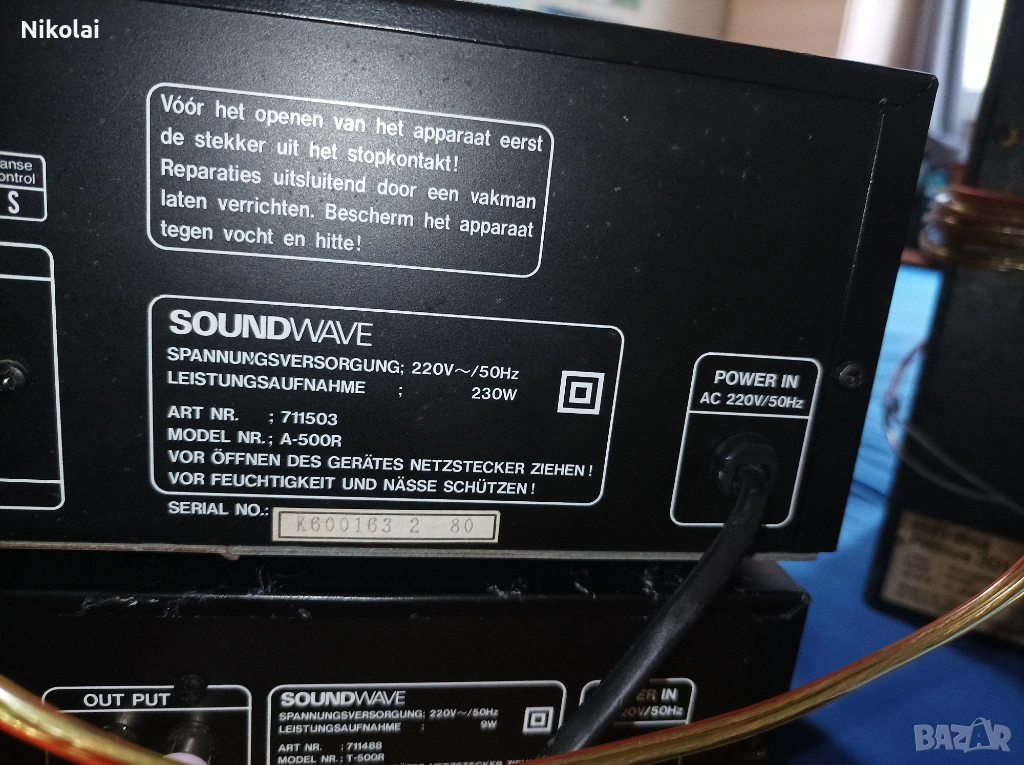 Nikolai
Vóór het openen van het apparaat eerst
de stekker uit het stopkontakt!
Reparaties uitsluitend door een vakman
laten verrichten. Bescherm het apparaat
tegen vocht en hitte!
S
SOUNDWAVE
SPANNUNGSVERSORGUNG; 220V～/50Hz
LEISTUNGSAUFNAHME ; 230W
ART NR. ; 711503
MODEL NR.; A-500R
VOR ÖFFNEN DES GERÄTES NETZSTECKER ZIEHEN!
VOR FEUCHTIGKEIT UND NÄSSE SCHÜTZEN!
SERIAL NO.: K600163 2 80
POWER IN
AC 220V/50Hz
OUT PUT
SOUNDWAVE
SPANNUNGSVERSORGUNG: 220V～/50Hz
LEISTUNGSAUFNAHME : 9W
ART NR. : 711488
MODEL NR.: T-500R
IN
/50Hz
BAZAR